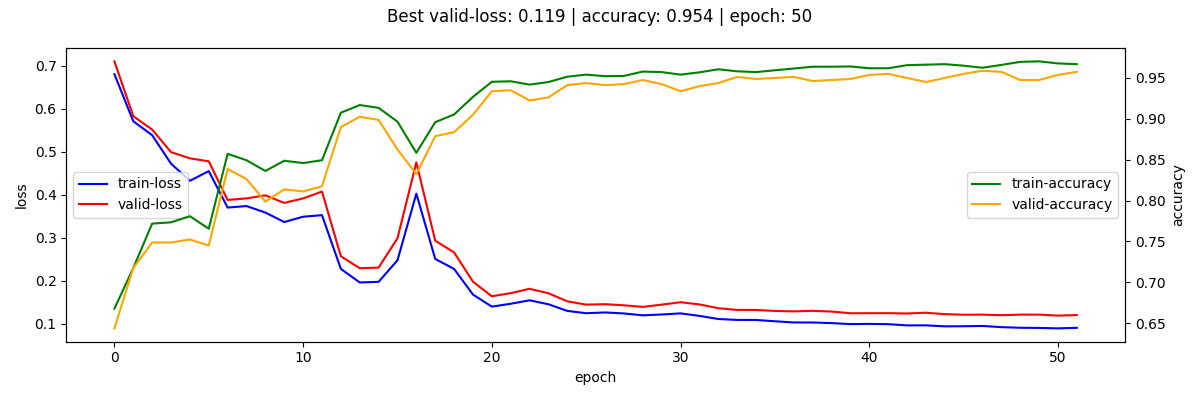 Best valid-loss: 0.119 | accuracy: 0.954 | epoch: 50
loss
0.7
0.6
0.5
0.4
0.3
0.2
0.1
train-loss
valid-loss
train-accuracy
valid-accuracy
0.95
0.90
0.85
0.80
0.75
0.70
0.65
accuracy
0 10 20 30 40 50
epoch